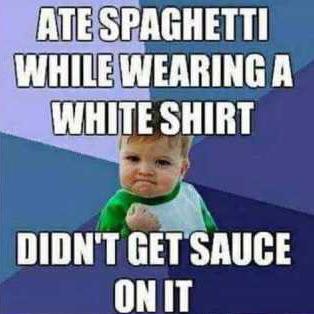 ATE SPAGHETTI
WHILE WEARING A
WHITE SHIRT
DIDN'T GET SAUCE
ON IT